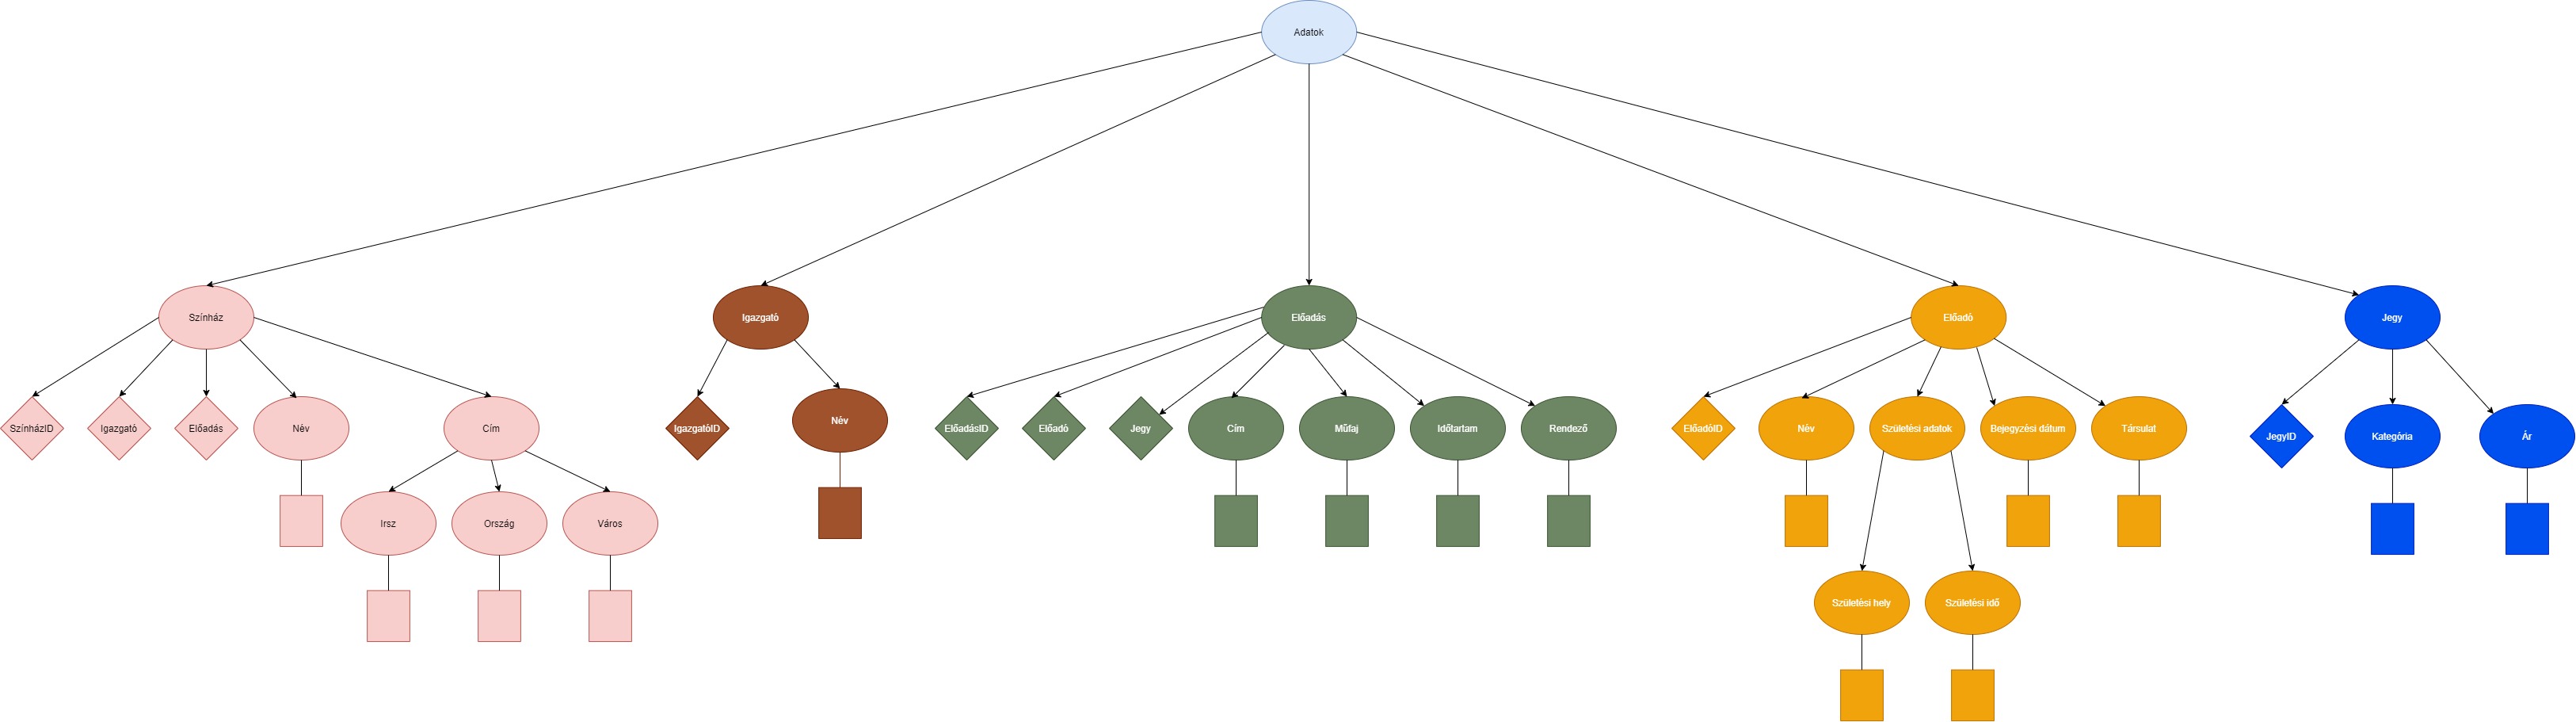 Adatok
Színház
Igazgató
Előadás
Előadó
Jegy
SzínházID
Igazgató
Előadás
Név
Cím
IgazgatóID
Név
ElőadásID
Előadó
Jegy
Cím
Műfaj
Időtartam
Rendező
ElőadóID
Név
Születési adatok
Bejegyzési dátum
Társulat
JegyID
Kategória
Ár
Irsz
Ország
Város
Születési hely
Születési idő